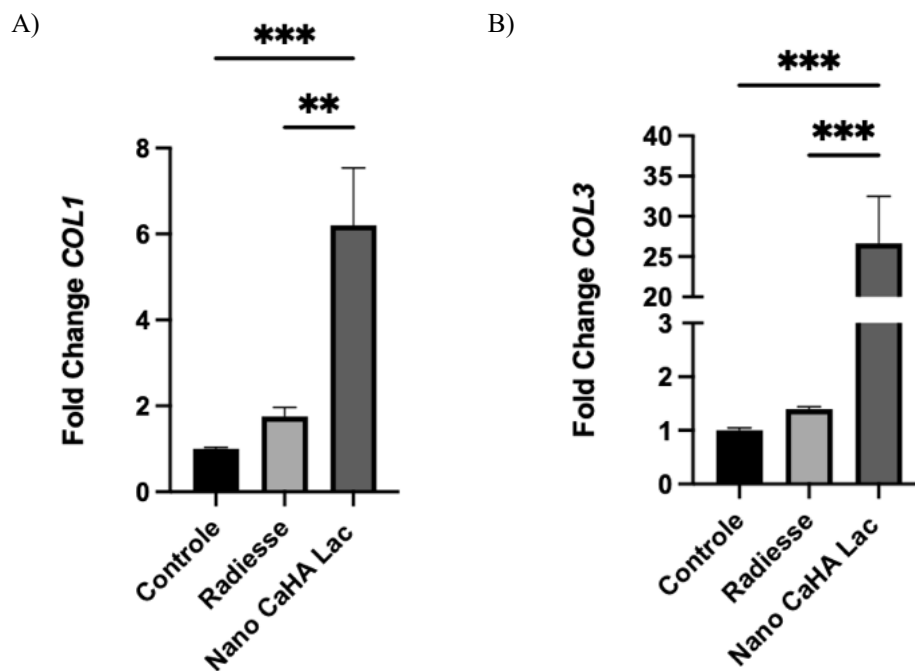 A)
***
**
8
6
4
2
0
Fold Change COL1
Controle
Radiesse
Nano CaHA Lac
B)
***
***
40
35
30
25
20
3
2
1
0
Fold Change COL3
Controle
Radiesse
Nano CaHA Lac